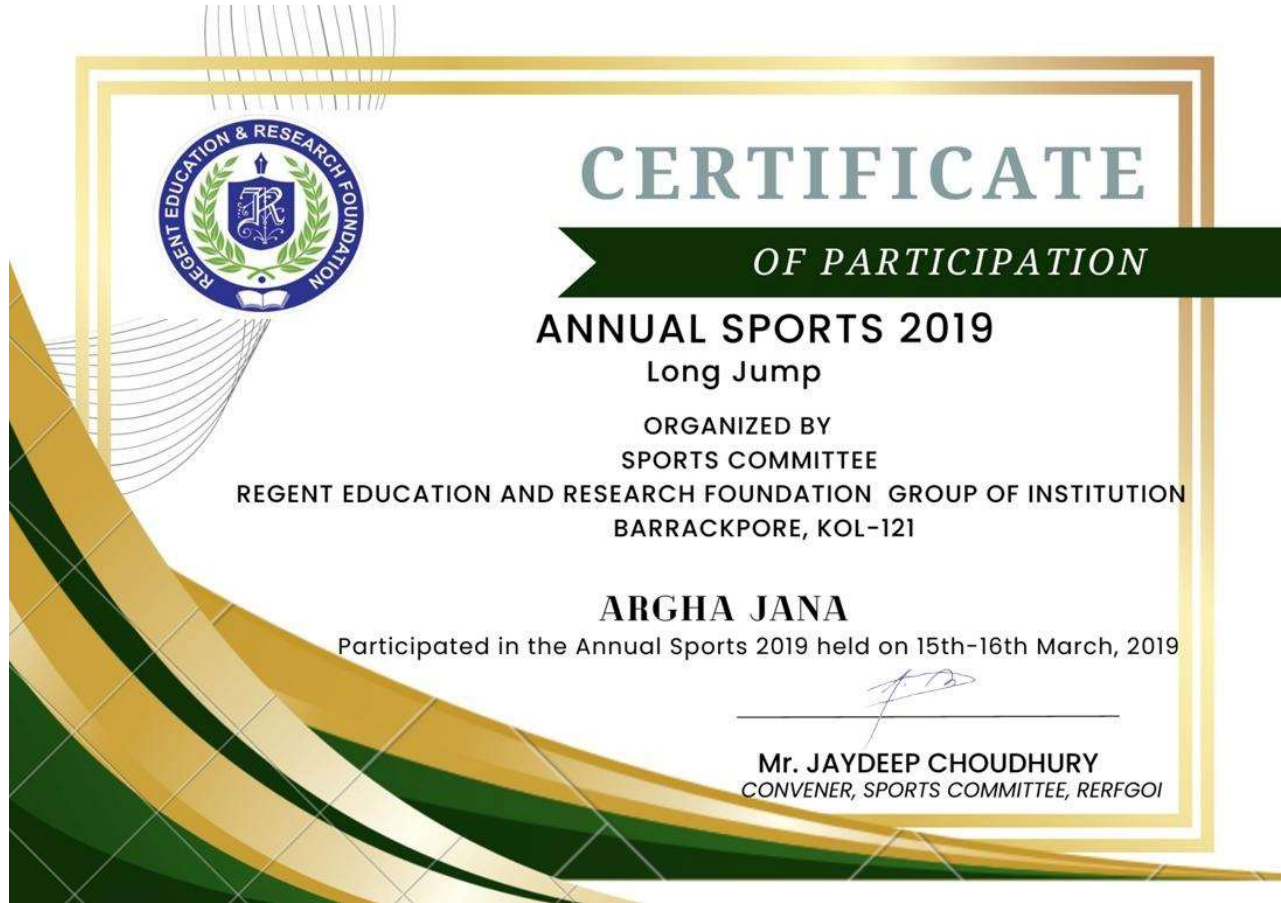 REGENT EDUCATION & RESEARCH FOUNDATION
R
CERTIFICATE
OF PARTICIPATION
ANNUAL SPORTS 2019
Long Jump
ORGANIZED BY
SPORTS COMMITTEE
REGENT EDUCATION AND RESEARCH FOUNDATION GROUP OF INSTITUTION
BARRACKPORE, KOL-121
ARGHA JANA
Participated in the Annual Sports 2019 held on 15th-16th March, 2019
Mr. JAYDEEP CHOUDHURY
CONVENER, SPORTS COMMITTEE, RERFGOI